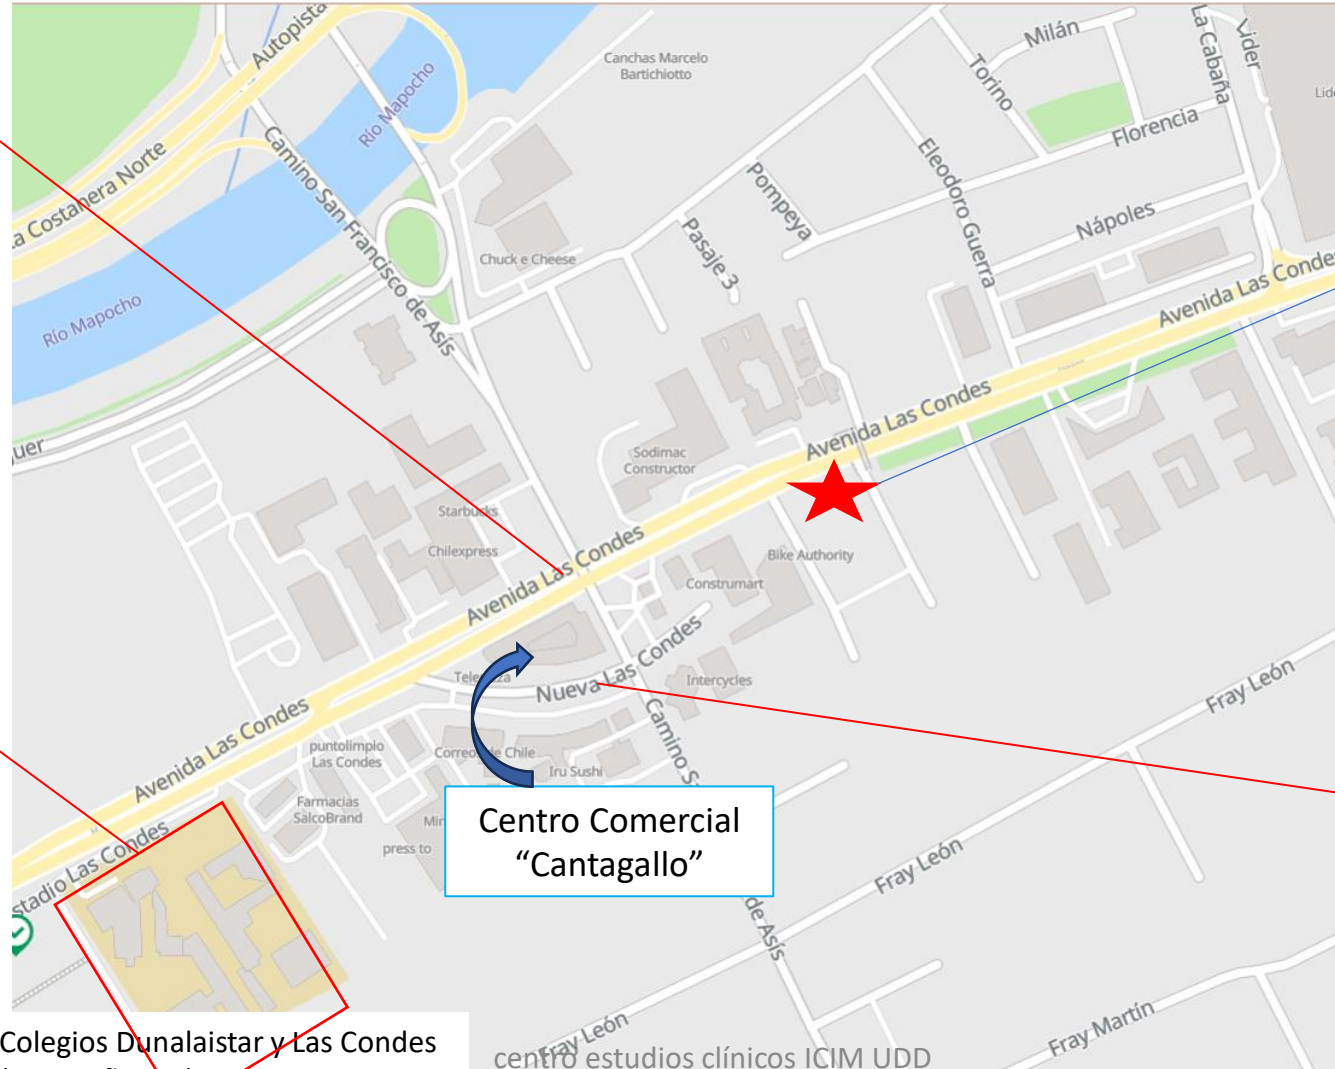 Autopista
La Cabaña
Lider
Milán
Canchas Marcelo
Bartichiotto
Torino
Río Mapocho
Florencia
Camino San Francisco de Asís
Eleodoro Guerra
Pompeya
a Costanera Norte
Nápoles
Pasaje 3
Chuck e Cheese
Avenida Las Condes
Río Mapocho
Avenida Las Condes
Sodimac
Constructor
Starbucks
Chilexpress
Bike Authority
Avenida Las Condes
Construmart
Nueva Las Condes
Intercycles
Fray León
Avenida Las Condes
puntolimpio
Las Condes
Correos de Chile
Iru Sushi
Farmacias
SalcoBrand
press to
Centro Comercial
“Cantagallo”
Fray León
stadio Las Condes
de Asís
Fray León
Fray Martín
Colegios Dunalaistar y Las Condes
centro estudios clínicos ICIM UDD